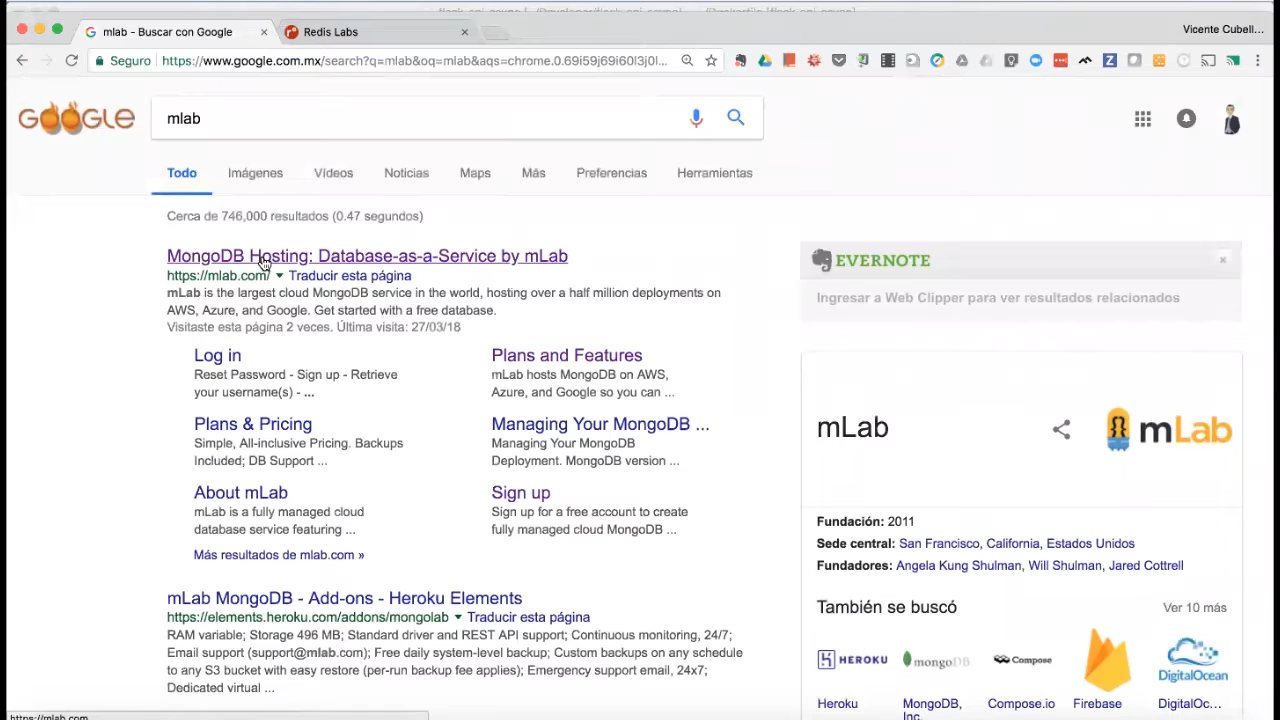 mlab - Buscar con Google
Redis Labs
Vicente Cubell...
Seguro
https://www.google.com.mx/search?q=mlab&oq=mlab&aqs=chrome.0.69i59j69i60l3j0l...
mlab
Todo
Imágenes
Vídeos
Noticias
Maps
Más
Preferencias
Herramientas
Cerca de 746,000 resultados (0.47 segundos)
MongoDB Hosting: Database-as-a-Service by mLab
https://mlab.com/ Traducir esta página
mLab is the largest cloud MongoDB service in the world, hosting over a half million deployments on
AWS, Azure, and Google. Get started with a free database.
Visitaste esta página 2 veces. Última visita: 27/03/18
Log in
Reset Password - Sign up - Retrieve
your username(s) - ...
Plans and Features
mLab hosts MongoDB on AWS,
Azure, and Google so you can ...
Plans & Pricing
Simple, All-inclusive Pricing. Backups
Included; DB Support ...
Managing Your MongoDB ...
Managing Your MongoDB
Deployment. MongoDB version ...
About mLab
mLab is a fully managed cloud
database service featuring ...
Sign up
Sign up for a free account to create
fully managed cloud MongoDB ...
Más resultados de mlab.com »
mLab MongoDB - Add-ons - Heroku Elements
https://elements.heroku.com/addons/mongolab Traducir esta página
RAM variable; Storage 496 MB; Standard driver and REST API support; Continuous monitoring, 24/7;
Email support (support@mlab.com); Free daily system-level backup; Custom backups on any schedule
to any S3 bucket with easy restore (per-run backup fee applies); Emergency support email, 24x7;
Dedicated virtual ...
EVERNOTE
Ingresar a Web Clipper para ver resultados relacionados
mLab
mLab
Fundación: 2011
Sede central: San Francisco, California, Estados Unidos
Fundadores: Angela Kung Shulman, Will Shulman, Jared Cottrell
También se buscó
Ver 10 más
HEROKU
mongoDB
Compose
DigitalOcean
Heroku
MongoDB,
Inc.
Compose.io
Firebase
DigitalOc...
https://mlab.com